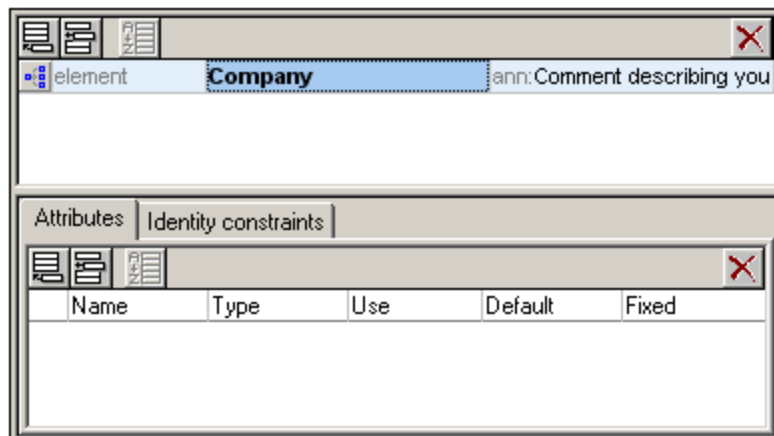 element Company ann:Comment describing you
Attributes Identity constraints
Name Type Use Default Fixed